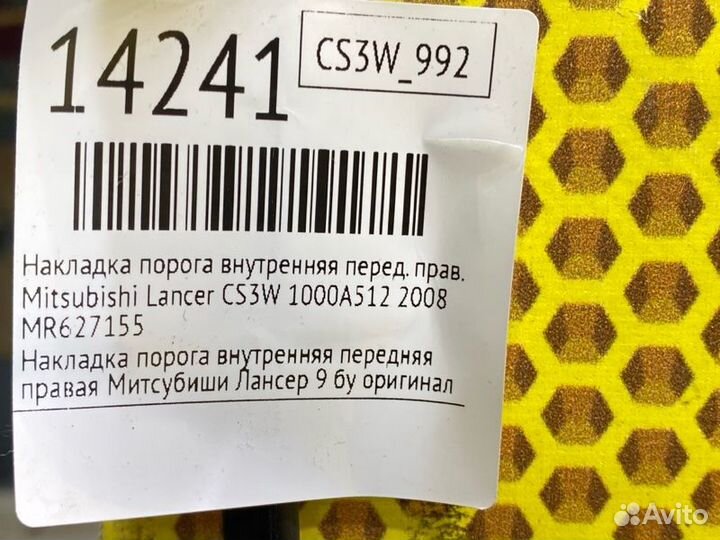 14241
CS3W_992
Накладка порога внутренняя перед. прав.
Mitsubishi Lancer CS3W 1000A512 2008
MR627155
Накладка порога внутренняя передняя
правая Митсубиши Лансер 9 бу оригинал
Avito